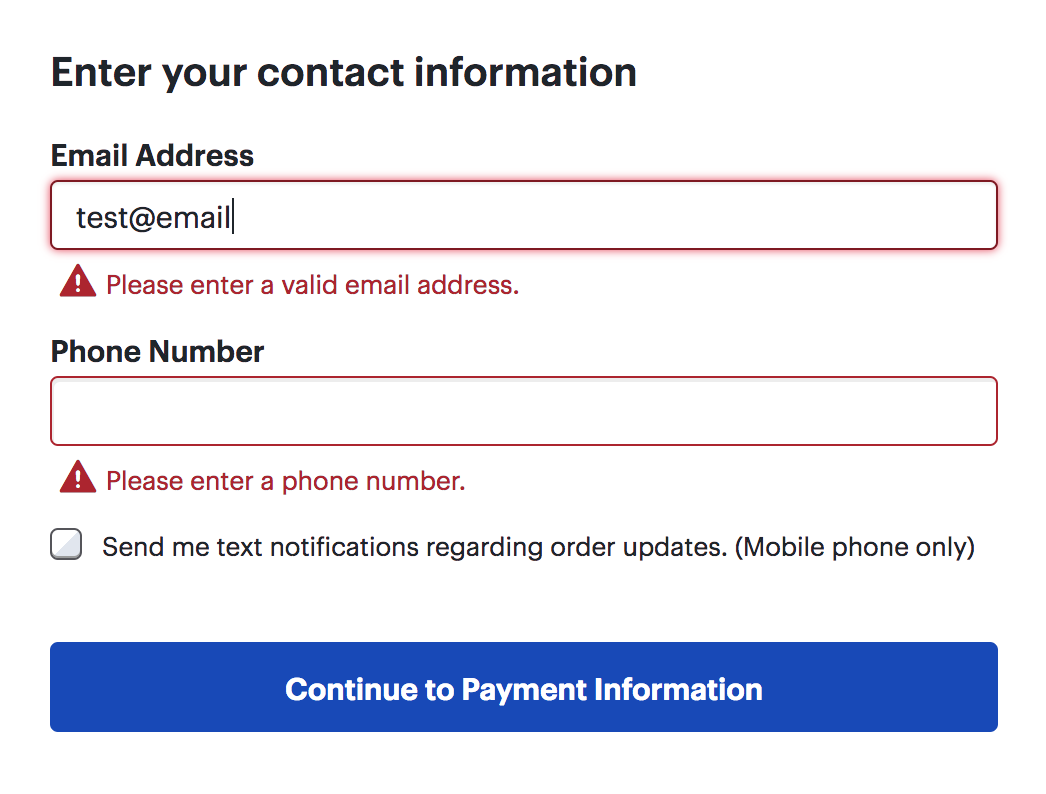 Enter your contact information
Email Address
test@email
Please enter a valid email address.
Phone Number
Please enter a phone number.
Send me text notifications regarding order updates. (Mobile phone only)
Continue to Payment Information